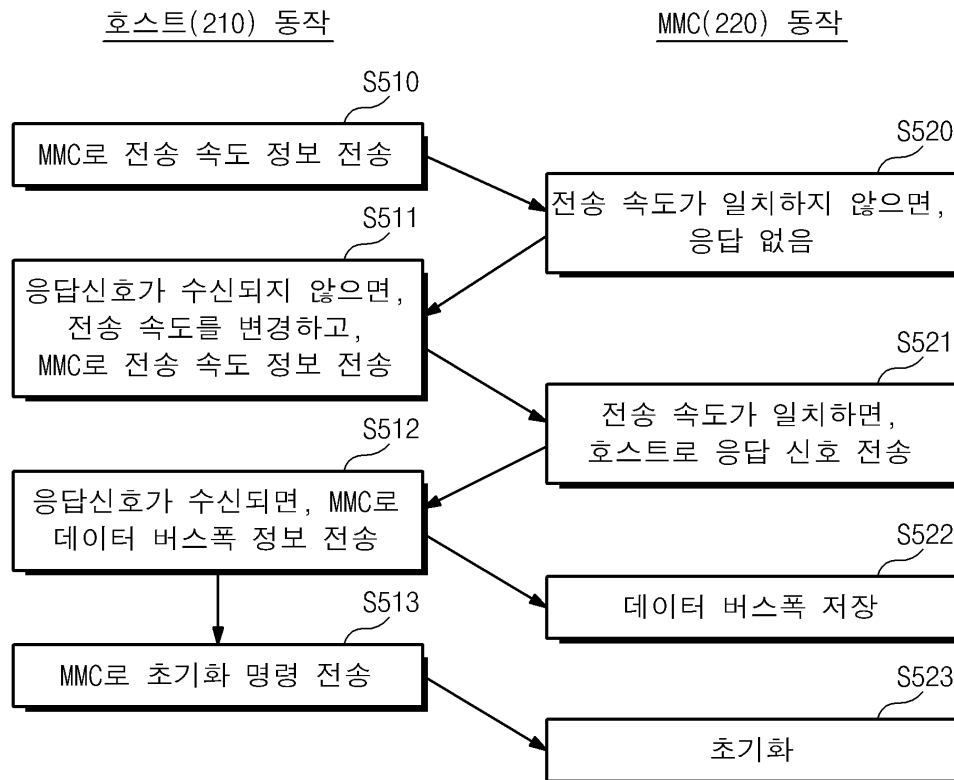 호스트(210) 동작
MMC(220) 동작
S510
MMC로 전송 속도 정보 전송
S520
전송 속도가 일치하지 않으면,
응답 없음
S511
응답신호가 수신되지 않으면,
전송 속도를 변경하고,
MMC로 전송 속도 정보 전송
S521
전송 속도가 일치하면,
호스트로 응답 신호 전송
S512
응답신호가 수신되면, MMC로
데이터 버스폭 정보 전송
S522
데이터 버스폭 저장
S513
MMC로 초기화 명령 전송
S523
초기화